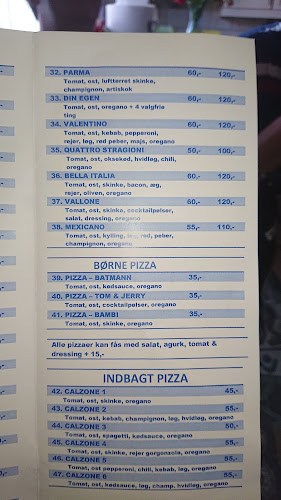 32. PARMA 60,- 120,-
Tomat, ost, lufttørret skinke,
champignon, artiskok
33. DIN EGEN 60,- 120,-
Tomat, ost, oregano + 4 valgfrie
ting
34. VALENTINO 60,- 120,-
Tomat, ost, kebab, pepperoni,
rejer, løg, rød peber, majs, oregano
35. QUATTRO STRAGIONI 50,- 100,-
Tomat, ost, oksekød, hvidløg, chili,
oregano
36. BELLA ITALIA 60,- 120,-
Tomat, ost, skinke, bacon, æg,
rejer, oliven, oregano
37. VALLONE 60,- 120,-
Tomat, ost, skinke, cocktailpelser,
salat, dressing, oregano
38. MEXICANO 55,- 110,-
Tomat, ost, kylling, løg, rød, peber,
champignon, oregano
BØRNE PIZZA
39. PIZZA – BATMANN 35,-
Tomat, ost, kødsauce, oregano
40. PIZZA – TOM & JERRY 35,-
Tomat, ost, cocktailpelser, oregano
41. PIZZA – BAMBI 35,-
Tomat, ost, skinke, oregano
Alle pizzaer kan fås med salat, agurk, tomat &
dressing + 15,-
INDBAGT PIZZA
42. CALZONE 1 45,-
Tomat, ost, skinke, oregano
43. CALZONE 2 55,-
Tomat, ost, kebab, champignon, løg, hvidløg, oregano
44. CALZONE 3 50,-
Tomat, ost, spagetti, kødsauce, oregano
45. CALZONE 4 55,-
Tomat, ost, skinke, rejer gorgonzola, oregano
46. CALZONE 5 55,-
Tomat, ost pepperoni, chili, kebab, løg, oregano
47. CALZONE 6 55,-
Tomat, ost, kødsauce, løg, champ, hvidløg, oregano